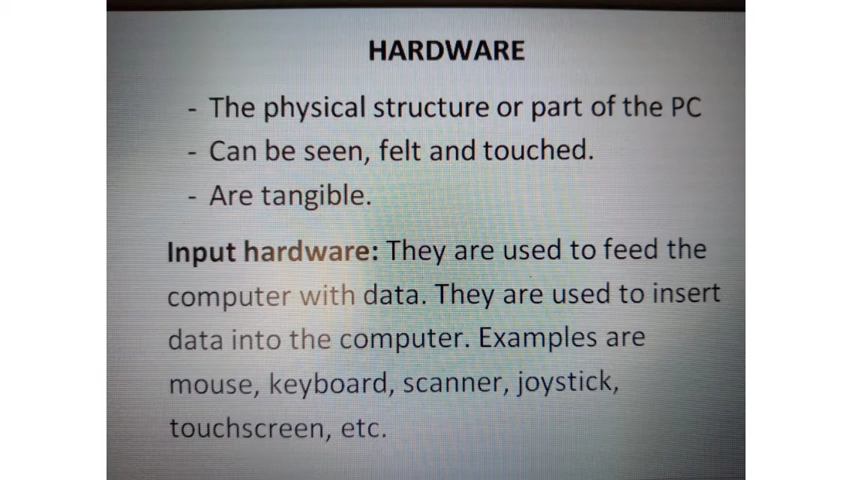 HARDWARE
- The physical structure or part of the PC
- Can be seen, felt and touched.
- Are tangible.
Input hardware: They are used to feed the
computer with data. They are used to insert
data into the computer. Examples are
mouse, keyboard, scanner, joystick,
touchscreen, etc.